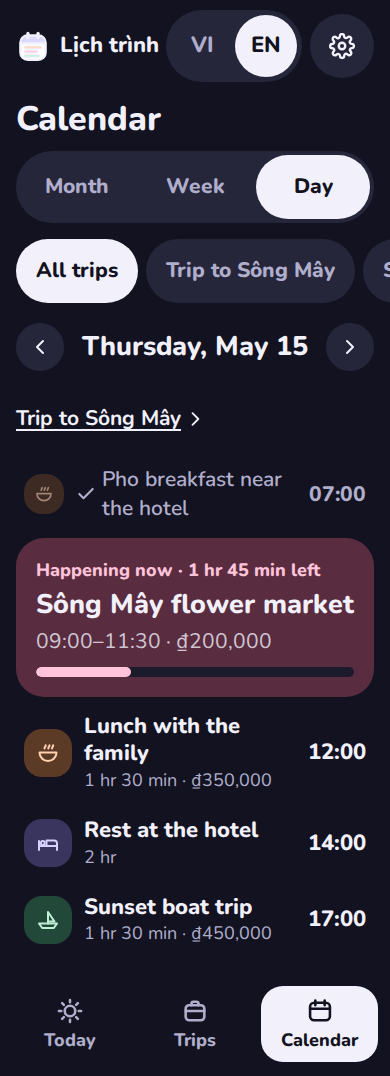 Lịch trình
VI
EN
Calendar
Month
Week
Day
All trips
Trip to Sông Mây
Thursday, May 15
Trip to Sông Mây
Pho breakfast near
the hotel
07:00
Happening now · 1 hr 45 min left
Sông Mây flower market
09:00–11:30 · ₫200,000
Lunch with the
family
1 hr 30 min · ₫350,000
12:00
Rest at the hotel
2 hr
14:00
Sunset boat trip
1 hr 30 min · ₫450,000
17:00
Today
Trips
Calendar